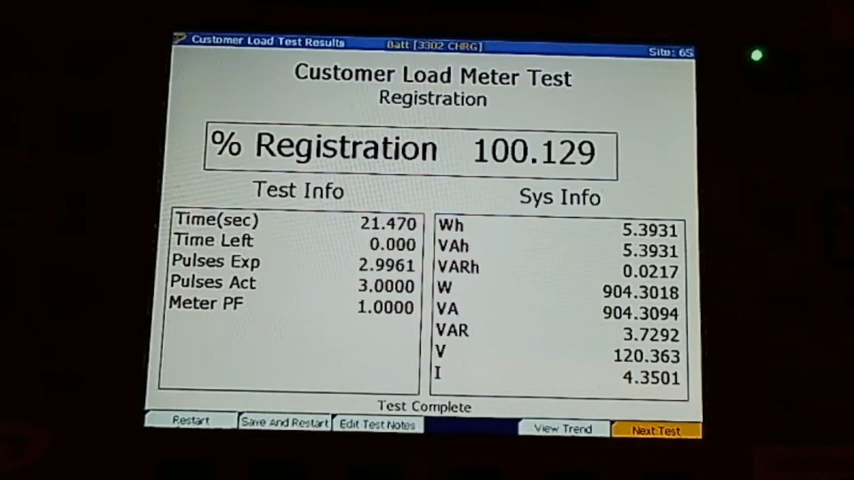 Customer Load Test Results Batt [3302 CHRG] Site: 6S
Customer Load Meter Test
Registration
% Registration 100.129
Test Info
Time(sec) 21.470
Time Left 0.000
Pulses Exp 2.9961
Pulses Act 3.0000
Meter PF 1.0000
Sys Info
Wh 5.3931
VAh 5.3931
VARh 0.0217
W 904.3018
VA 904.3094
VAR 3.7292
V 120.363
I 4.3501
Test Complete
Restart Save And Restart Edit Test Notes View Trend Next Test